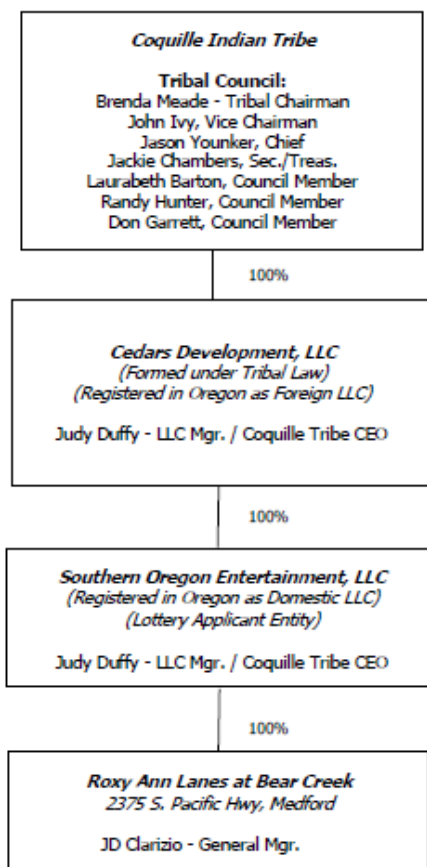 Coquille Indian Tribe
Tribal Council:
Brenda Meade - Tribal Chairman
John Ivy, Vice Chairman
Jason Younker, Chief
Jackie Chambers, Sec./Treas.
Laurabeth Barton, Council Member
Randy Hunter, Council Member
Don Garrett, Council Member
100%
Cedars Development, LLC
(Formed under Tribal Law)
(Registered in Oregon as Foreign LLC)
Judy Duffy - LLC Mgr. / Coquille Tribe CEO
100%
Southern Oregon Entertainment, LLC
(Registered in Oregon as Domestic LLC)
(Lottery Applicant Entity)
Judy Duffy - LLC Mgr. / Coquille Tribe CEO
100%
Roxy Ann Lanes at Bear Creek
2375 S. Pacific Hwy, Medford
JD Clarizio - General Mgr.